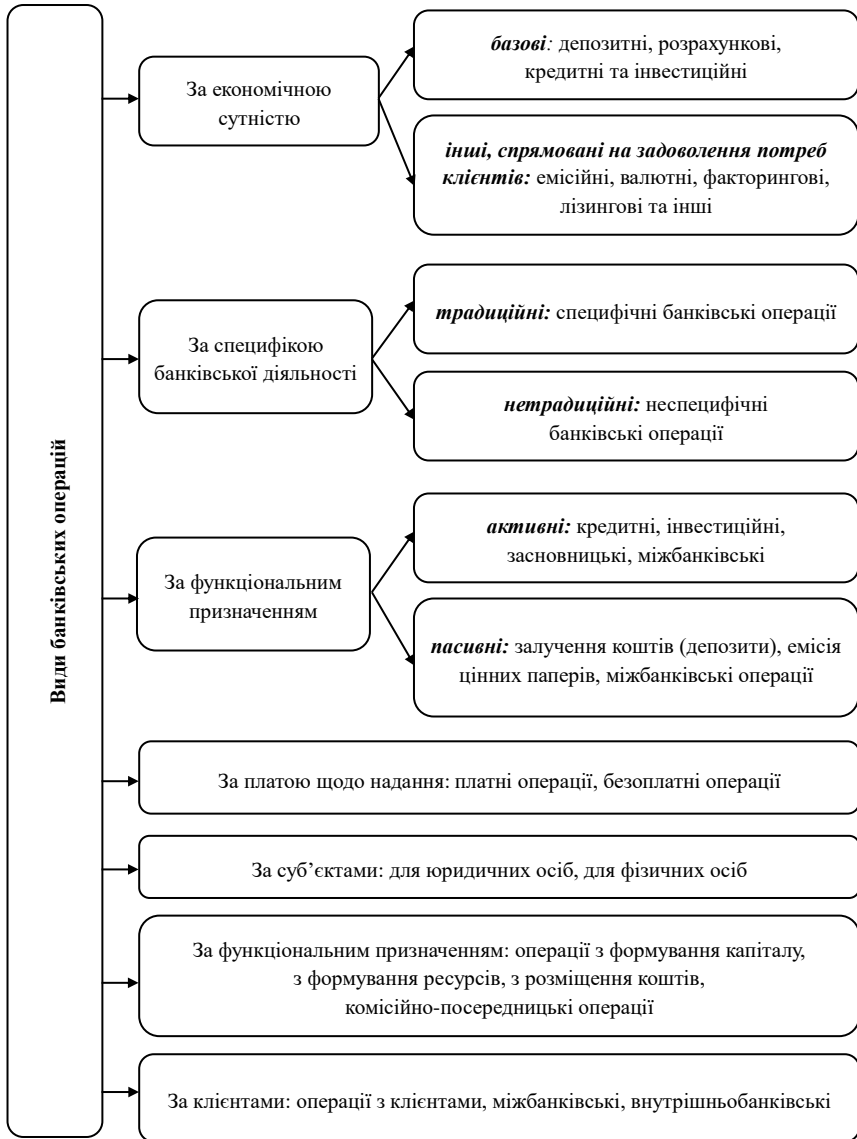 Види банківських операцій
За економічною
сутністю
базові: депозитні, розрахункові,
кредитні та інвестиційні
інші, спрямовані на задоволення потреб
клієнтів: емісійні, валютні, факторингові,
лізингові та інші
За специфікою
банківської діяльності
традиційні: специфічні банківські операції
нетрадиційні: неспецифічні
банківські операції
За функціональним
призначенням
активні: кредитні, інвестиційні,
засновницькі, міжбанківські
пасивні: залучення коштів (депозити), емісія
цінних паперів, міжбанківські операції
За платою щодо надання: платні операції, безоплатні операції
За суб’єктами: для юридичних осіб, для фізичних осіб
За функціональним призначенням: операції з формування капіталу,
з формування ресурсів, з розміщення коштів,
комісійно-посередницькі операції
За клієнтами: операції з клієнтами, міжбанківські, внутрішньобанківські